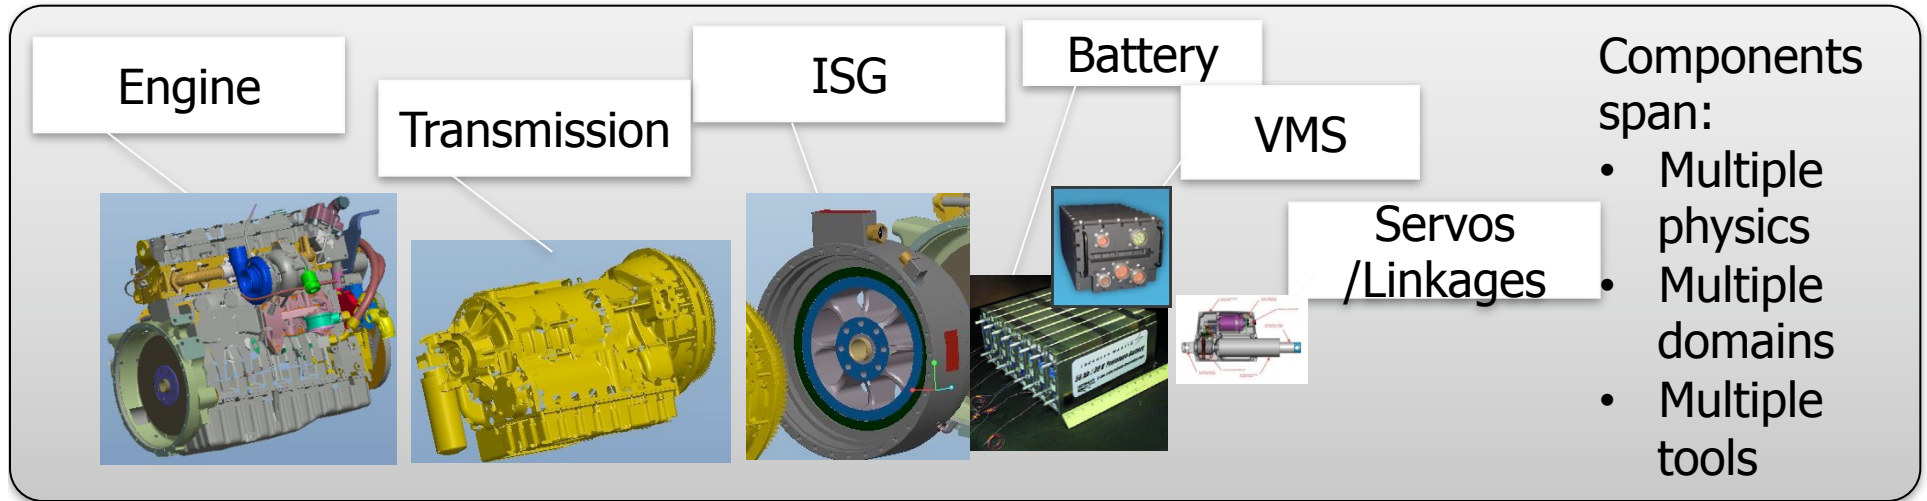 Engine
Transmission
ISG
Battery
VMS
Servos
/Linkages
Components
span:
• Multiple
physics
• Multiple
domains
• Multiple
tools